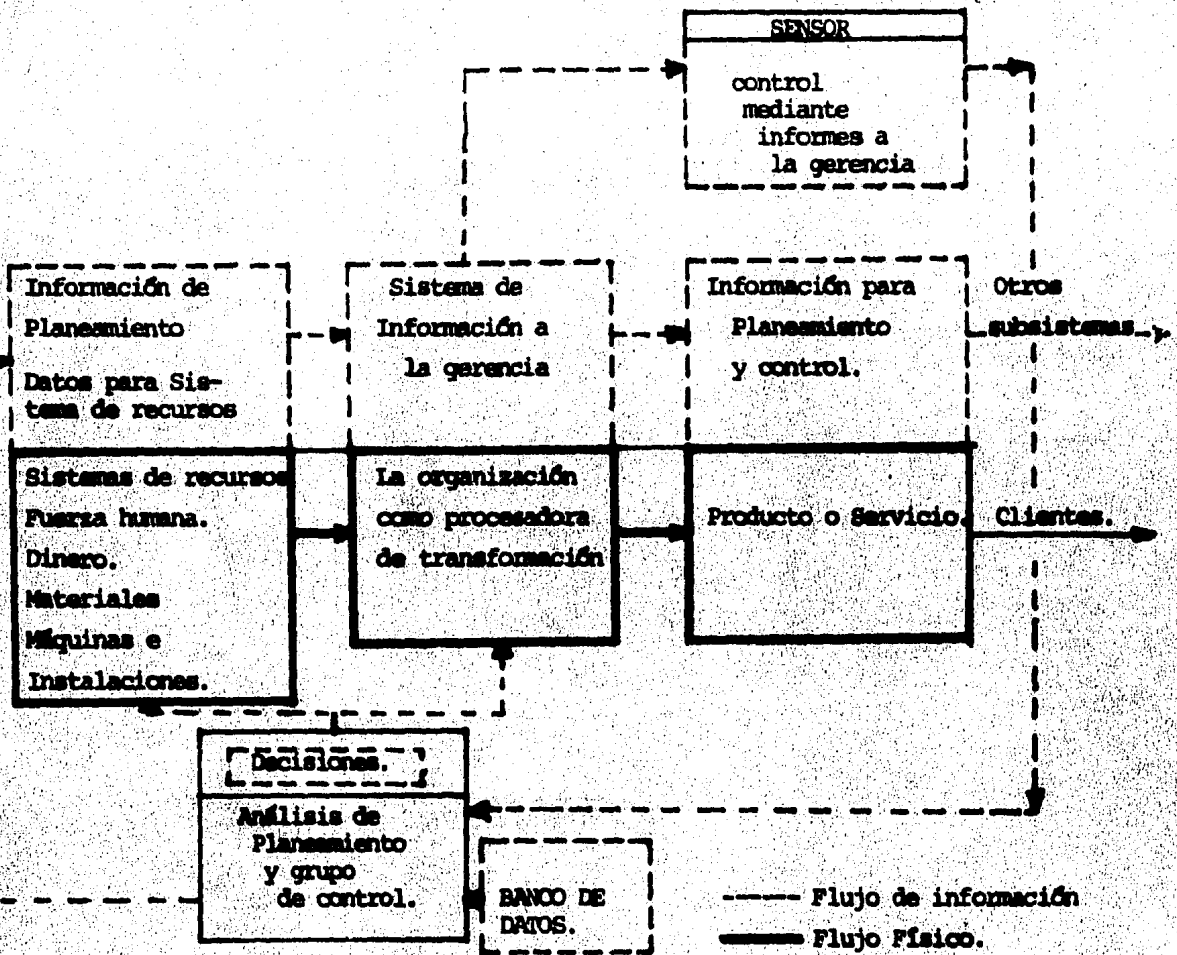 SENSOR
control
mediante
informes a
la gerencia
Información de
Planeamiento
Datos para Sis-
tema de recursos
Sistema de
Información a
la gerencia
Información para
Planeamiento
y control.
Otros
subsistemas
Sistemas de recursos
Fuerza humana.
Dinero.
Materiales
Máquinas e
Instalaciones.
La organización
como procesadora
de transformación
Producto o Servicio.
Clientes.
Decisiones.
Análisis de
Planeamiento
y grupo
de control.
BANCO DE
DATOS.
Flujo de información
Flujo Físico.